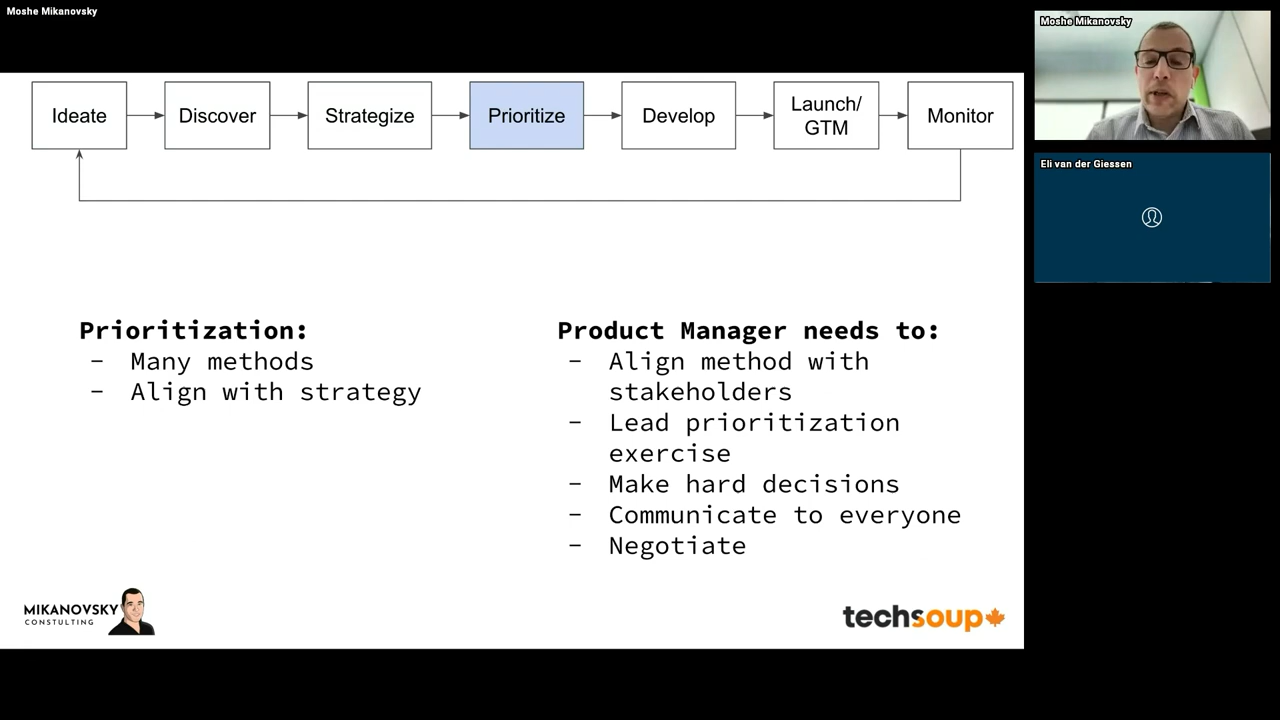 Moshe Mikanovsky
Moshe Mikanovsky
Ideate
Discover
Strategize
Prioritize
Develop
Launch/
GTM
Monitor
Eli van der Giessen
Prioritization:
- Many methods
- Align with strategy
Product Manager needs to:
- Align method with
stakeholders
- Lead prioritization
exercise
- Make hard decisions
- Communicate to everyone
- Negotiate
MIKANOVSKY
CONSTULTING
techsoup